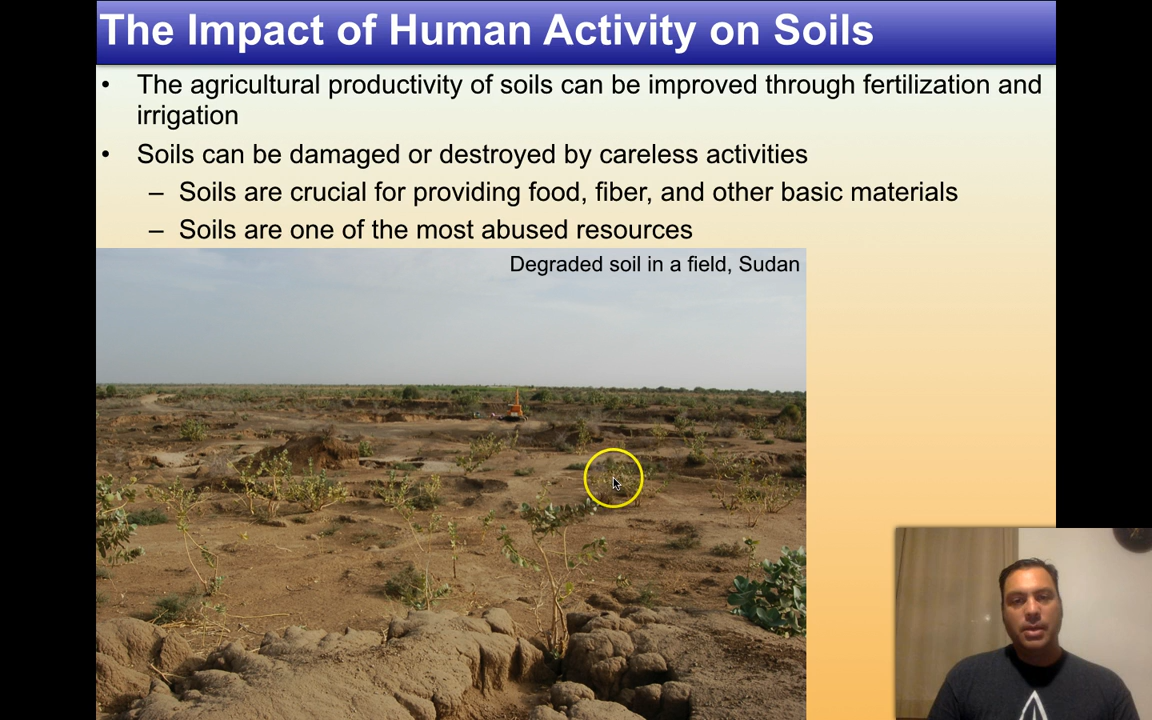 The Impact of Human Activity on Soils
• The agricultural productivity of soils can be improved through fertilization and
irrigation
• Soils can be damaged or destroyed by careless activities
– Soils are crucial for providing food, fiber, and other basic materials
– Soils are one of the most abused resources
Degraded soil in a field, Sudan